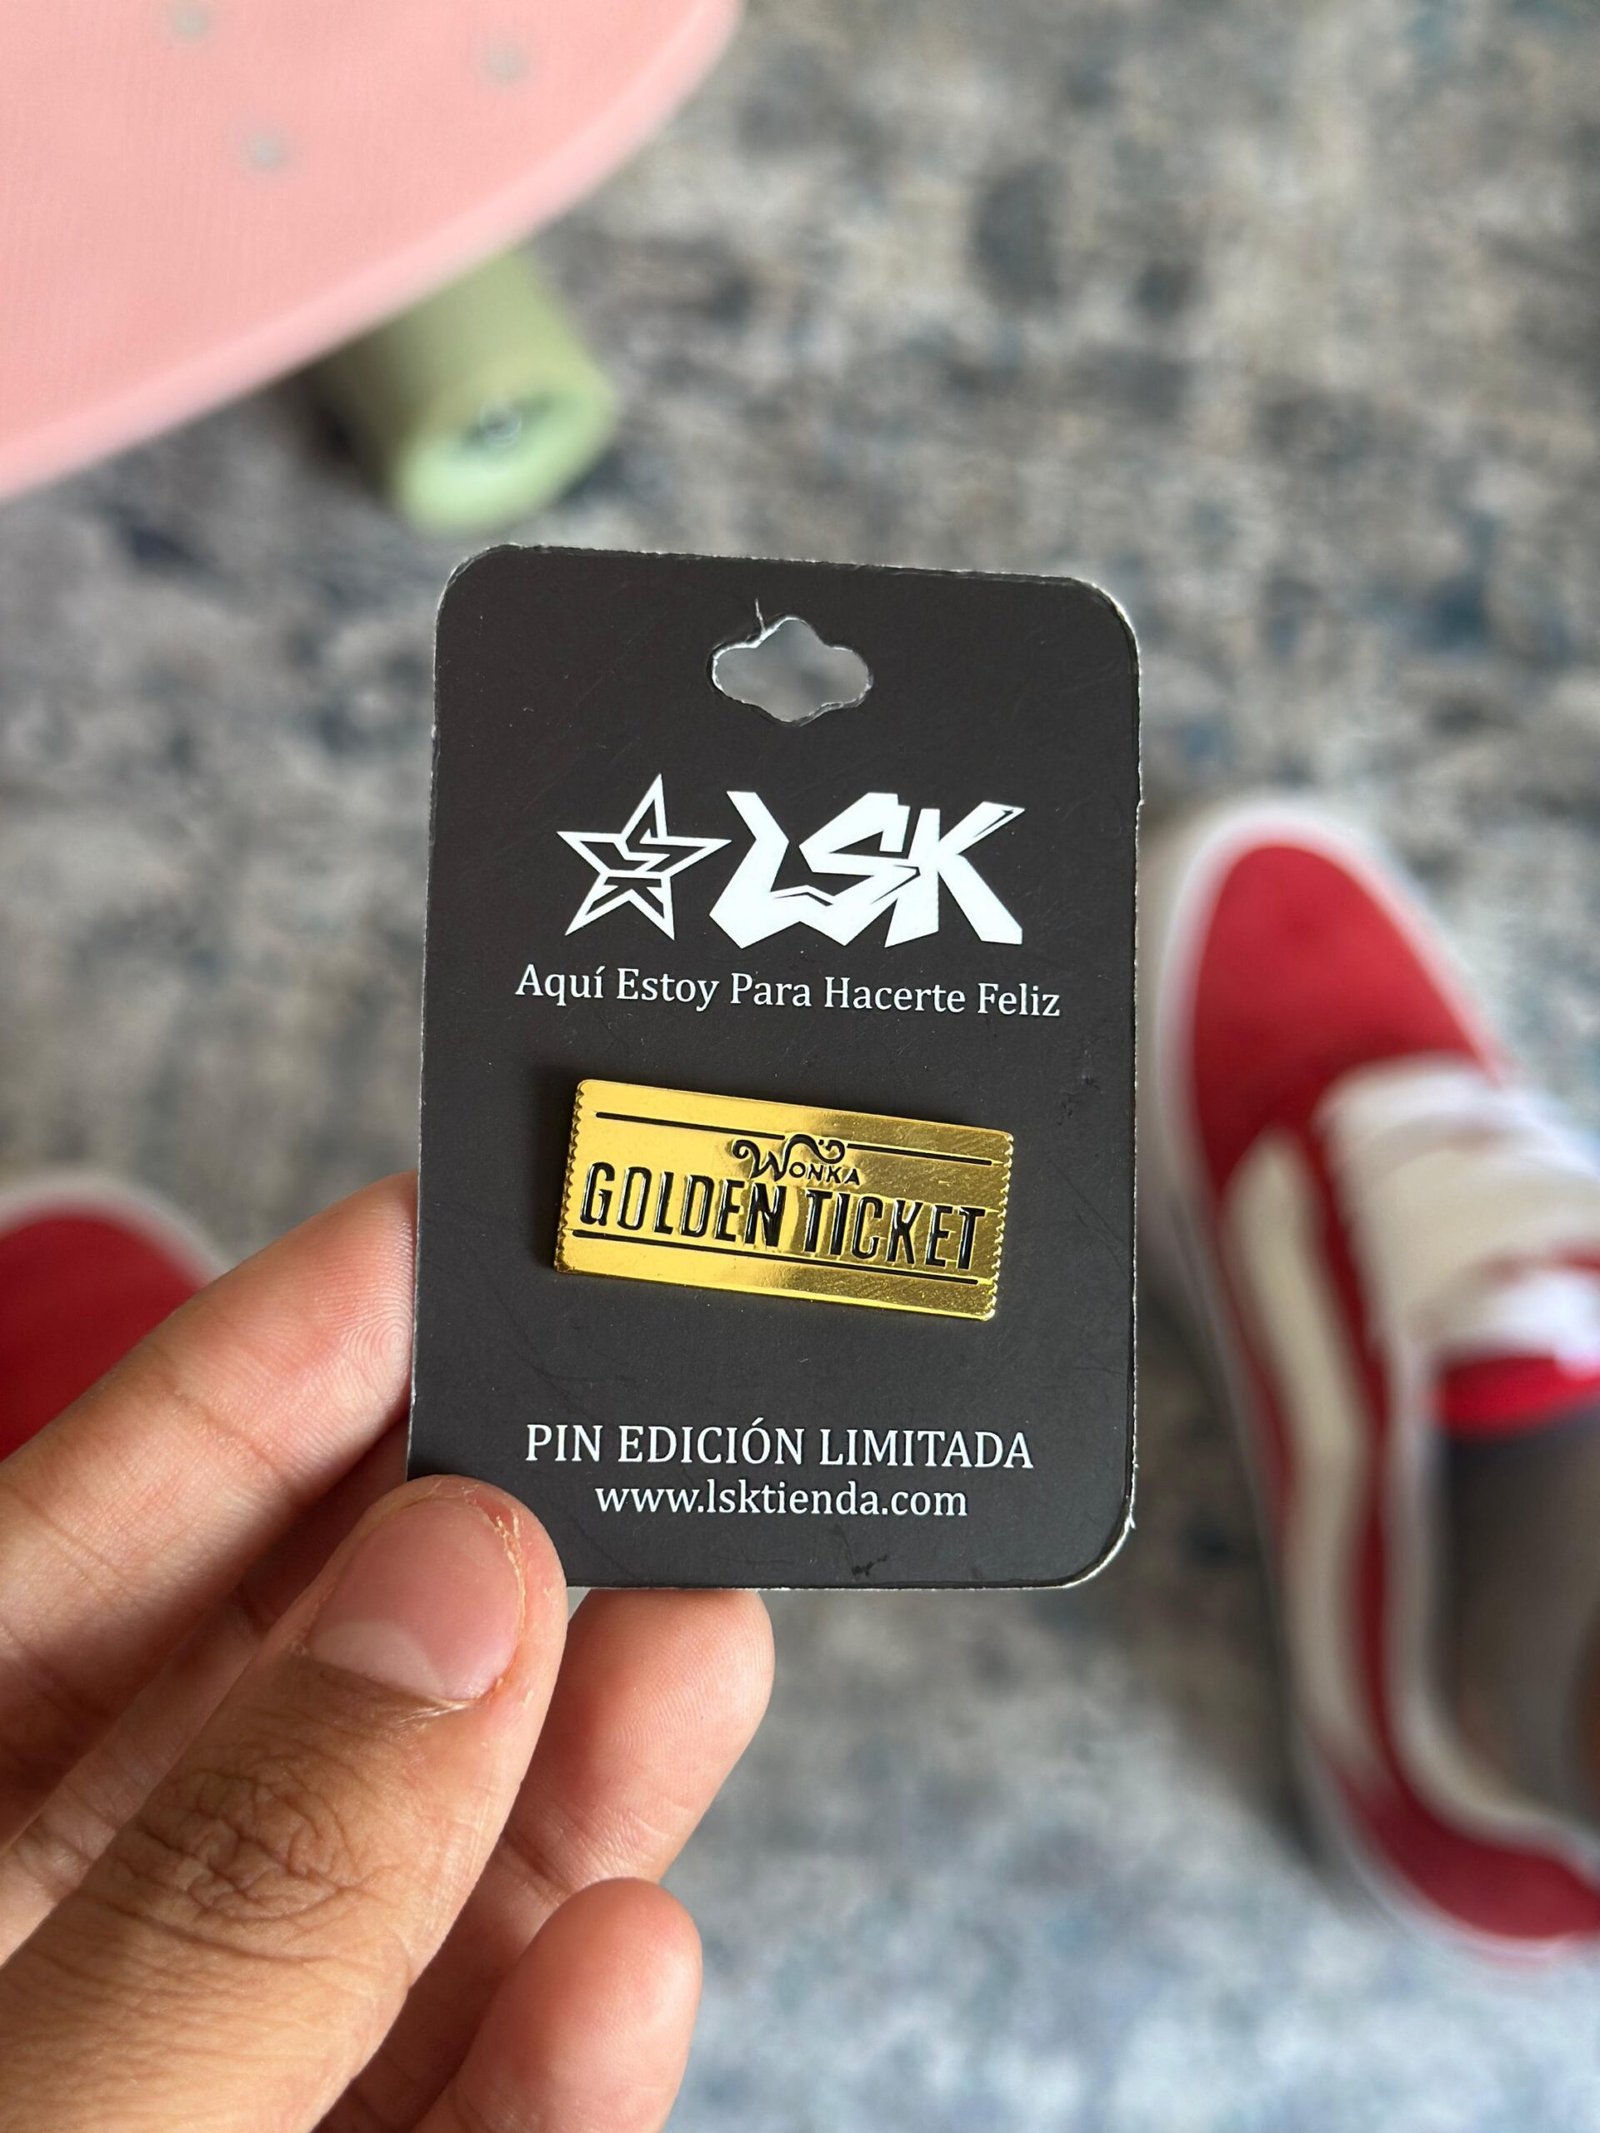 LSK
Aquí Estoy Para Hacerte Feliz
WONKA
GOLDEN TICKET
PIN EDICIÓN LIMITADA
www.lsktienda.com